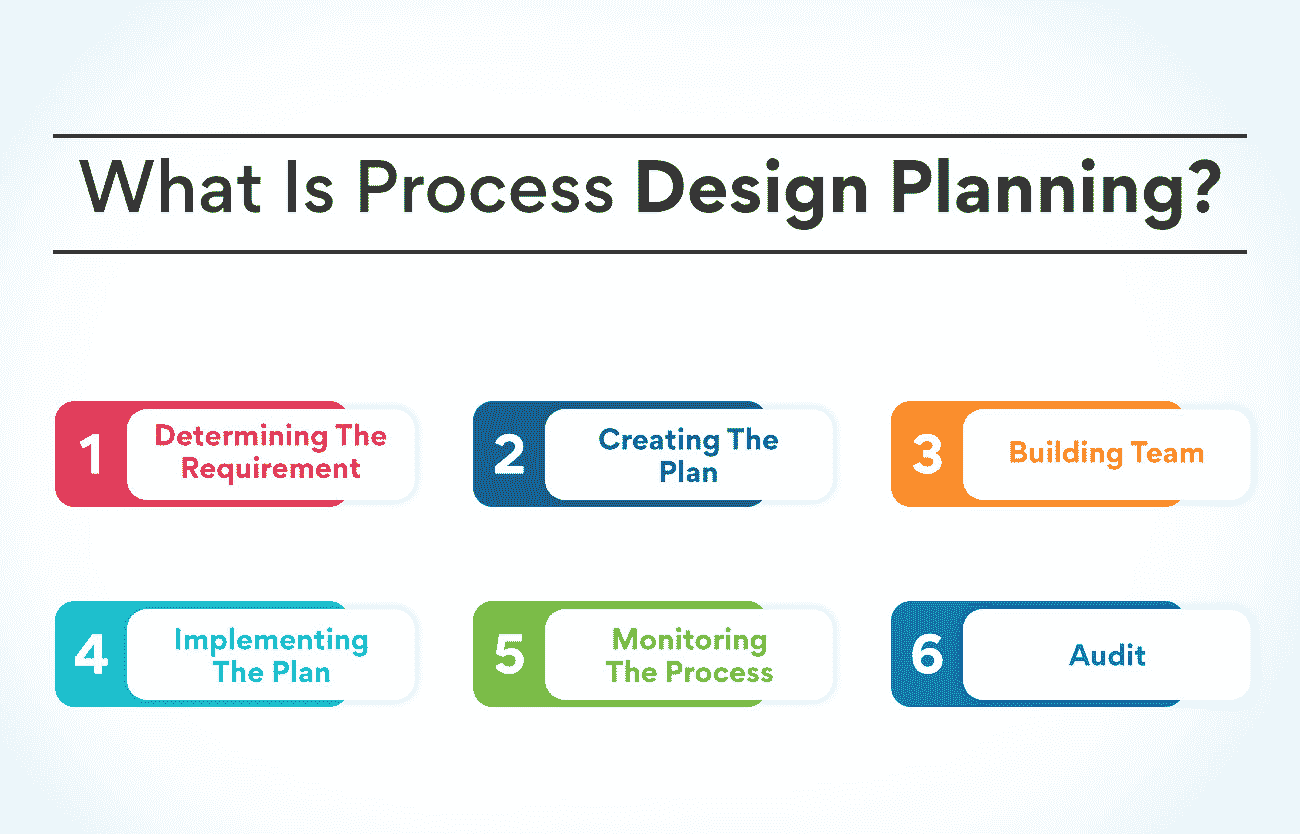 What Is Process Design Planning?
1
Determining The
Requirement
2
Creating The
Plan
3
Building Team
4
Implementing
The Plan
5
Monitoring
The Process
6
Audit